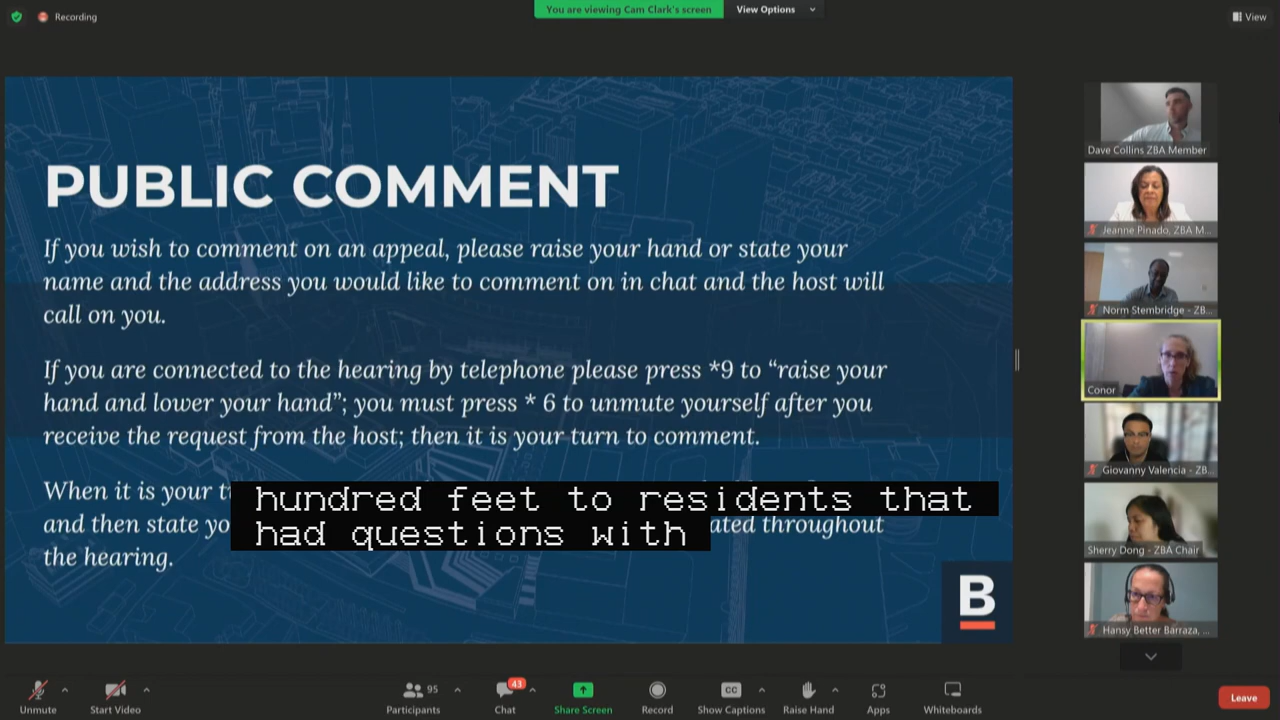 Recording
You are viewing Cam Clark's screen
View Options
View
PUBLIC COMMENT
If you wish to comment on an appeal, please raise your hand or state your
name and the address you would like to comment on in chat and the host will
call on you.
If you are connected to the hearing by telephone please press *9 to “raise your
hand and lower your hand”; you must press * 6 to unmute yourself after you
receive the request from the host; then it is your turn to comment.
When it is your
and then state
ated throughout
the hearing.
hundred feet to residents that
had questions with
B
Dave Collins ZBA Member
Jeanne Pinado, ZBA M...
Norm Stembridge - ZB...
Conor
Giovanny Valencia - ZB...
Sherry Dong - ZBA Chair
Hansy Better Barraza, ...
Unmute
Start Video
95
Participants
43
Chat
Share Screen
Record
CC
Show Captions
Raise Hand
Apps
Whiteboards
Leave